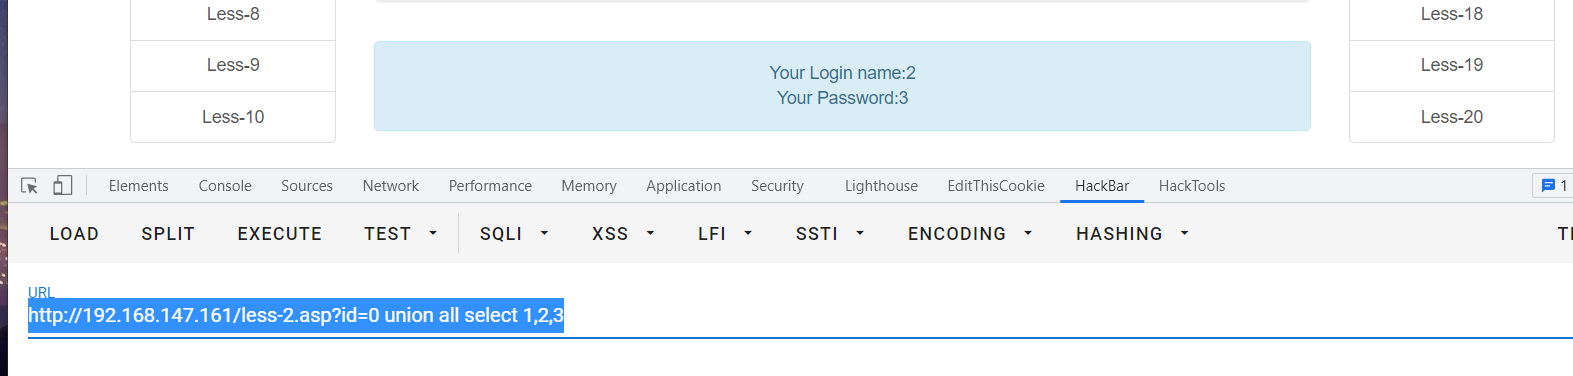 Less-8
Less-9
Less-10
Your Login name:2
Your Password:3
Less-18
Less-19
Less-20
Elements Console Sources Network Performance Memory Application Security Lighthouse EditThisCookie HackBar HackTools 1
LOAD SPLIT EXECUTE TEST SQLI XSS LFI SSTI ENCODING HASHING
URL
http://192.168.147.161/less-2.asp?id=0 union all select 1,2,3